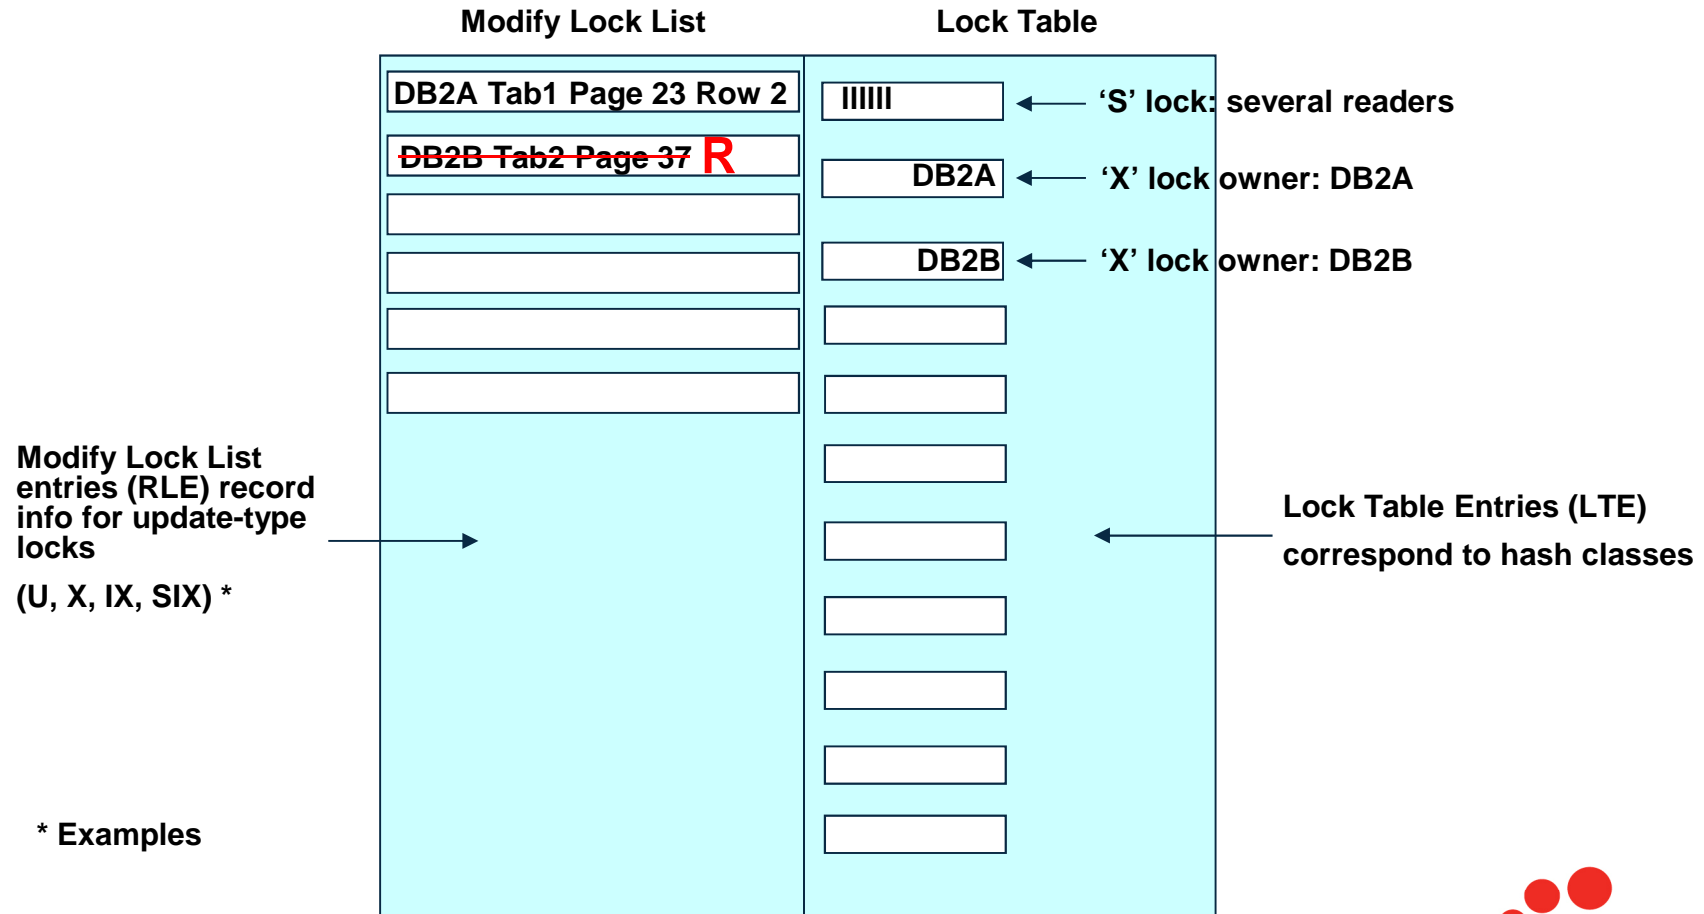 Modify Lock List
Lock Table
DB2A Tab1 Page 23 Row 2
DB2B Tab2 Page 37 R
IIIIII
‘S’ lock: several readers
DB2A
‘X’ lock owner: DB2A
DB2B
‘X’ lock owner: DB2B
Modify Lock List
entries (RLE) record
info for update-type
locks
(U, X, IX, SIX) *
Lock Table Entries (LTE)
correspond to hash classes
* Examples